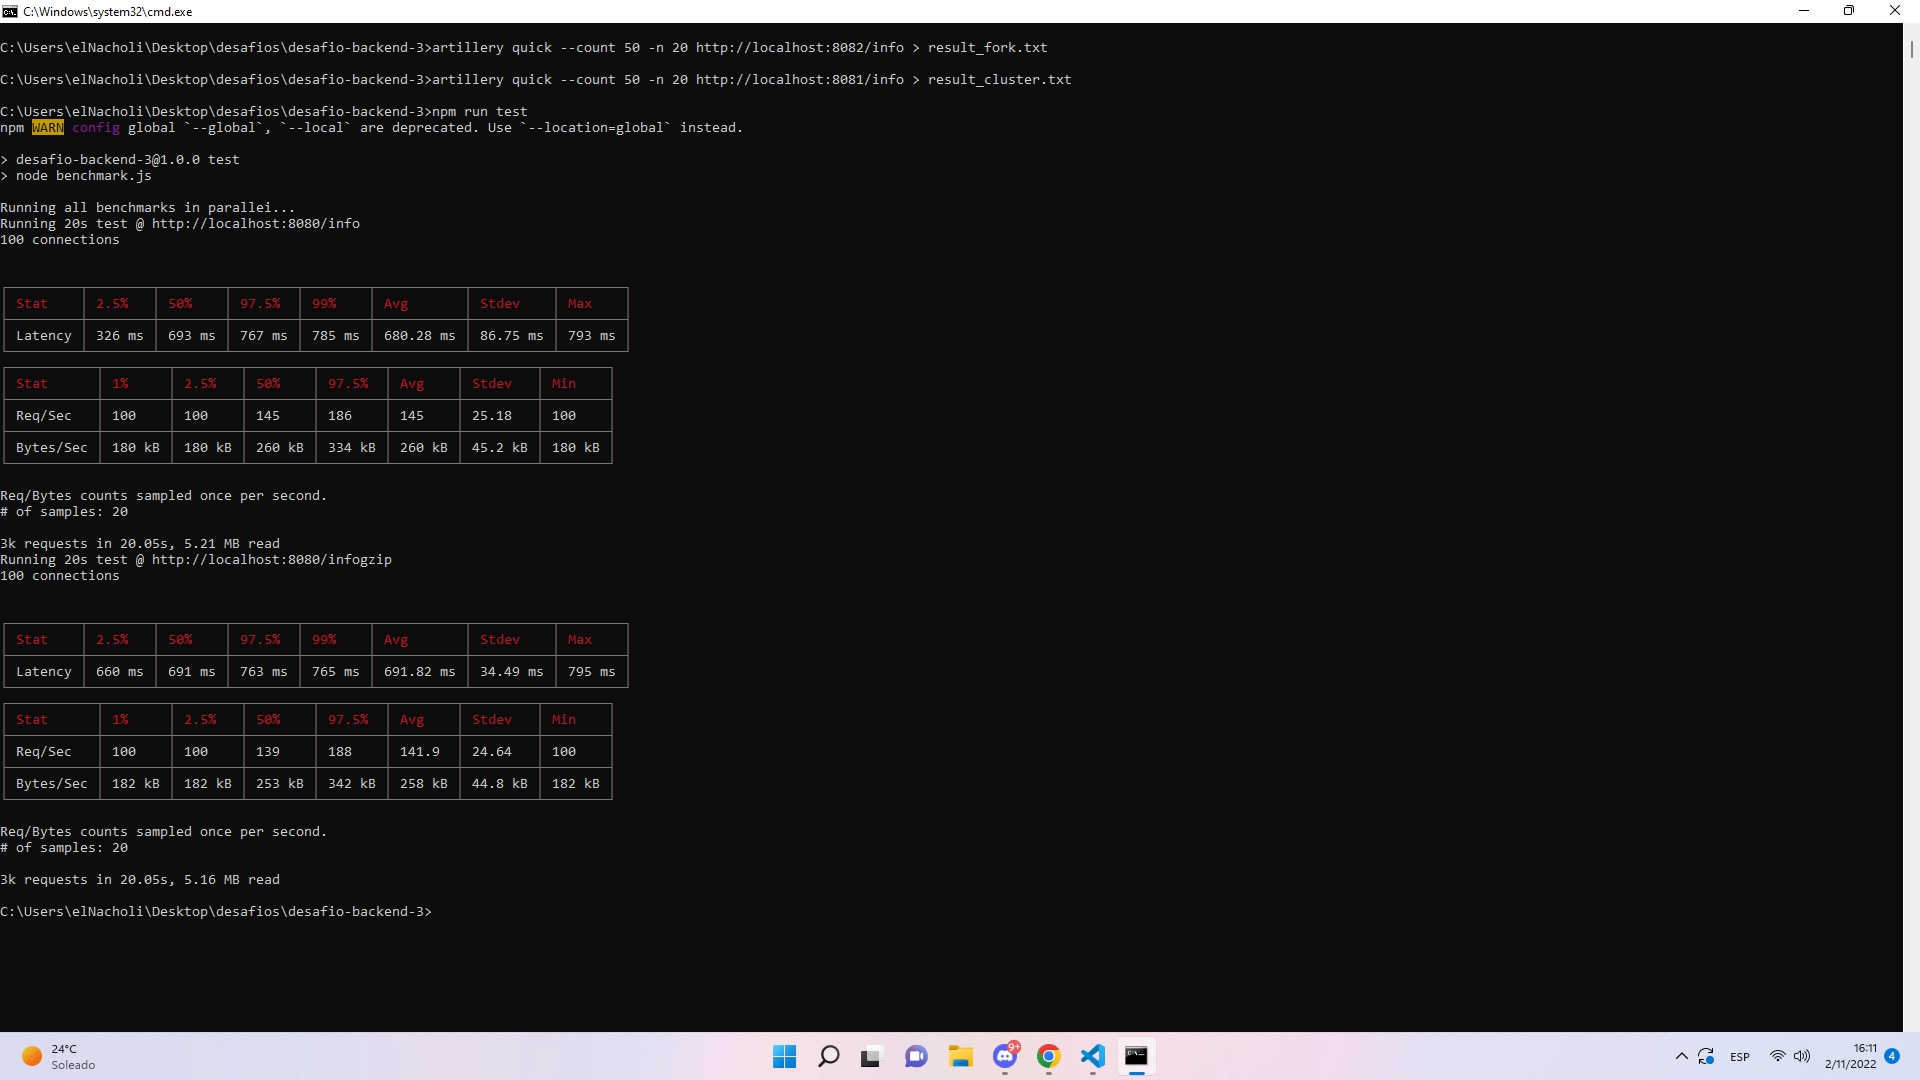 C:\Windows\system32\cmd.exe
C:\Users\elNacholi\Desktop\desafios\desafio-backend-3>artillery quick --count 50 -n 20 http://localhost:8082/info > result_fork.txt
C:\Users\elNacholi\Desktop\desafios\desafio-backend-3>artillery quick --count 50 -n 20 http://localhost:8081/info > result_cluster.txt
C:\Users\elNacholi\Desktop\desafios\desafio-backend-3>npm run test
npm WARN config global `--global`, `--local` are deprecated. Use `--location=global` instead.
> desafio-backend-3@1.0.0 test
> node benchmark.js
Running all benchmarks in parallei...
Running 20s test @ http://localhost:8080/info
100 connections
Stat 2.5% 50% 97.5% 99% Avg Stdev Max
Latency 326 ms 693 ms 767 ms 785 ms 680.28 ms 86.75 ms 793 ms
Stat 1% 2.5% 50% 97.5% Avg Stdev Min
Req/Sec 100 100 145 186 145 25.18 100
Bytes/Sec 180 kB 180 kB 260 kB 334 kB 260 kB 45.2 kB 180 kB
Req/Bytes counts sampled once per second.
# of samples: 20
3k requests in 20.05s, 5.21 MB read
Running 20s test @ http://localhost:8080/infogzip
100 connections
Stat 2.5% 50% 97.5% 99% Avg Stdev Max
Latency 660 ms 691 ms 763 ms 765 ms 691.82 ms 34.49 ms 795 ms
Stat 1% 2.5% 50% 97.5% Avg Stdev Min
Req/Sec 100 100 139 188 141.9 24.64 100
Bytes/Sec 182 kB 182 kB 253 kB 342 kB 258 kB 44.8 kB 182 kB
Req/Bytes counts sampled once per second.
# of samples: 20
3k requests in 20.05s, 5.16 MB read
C:\Users\elNacholi\Desktop\desafios\desafio-backend-3>
24°C
Soleado
9+
ESP
16:11
2/11/2022
4